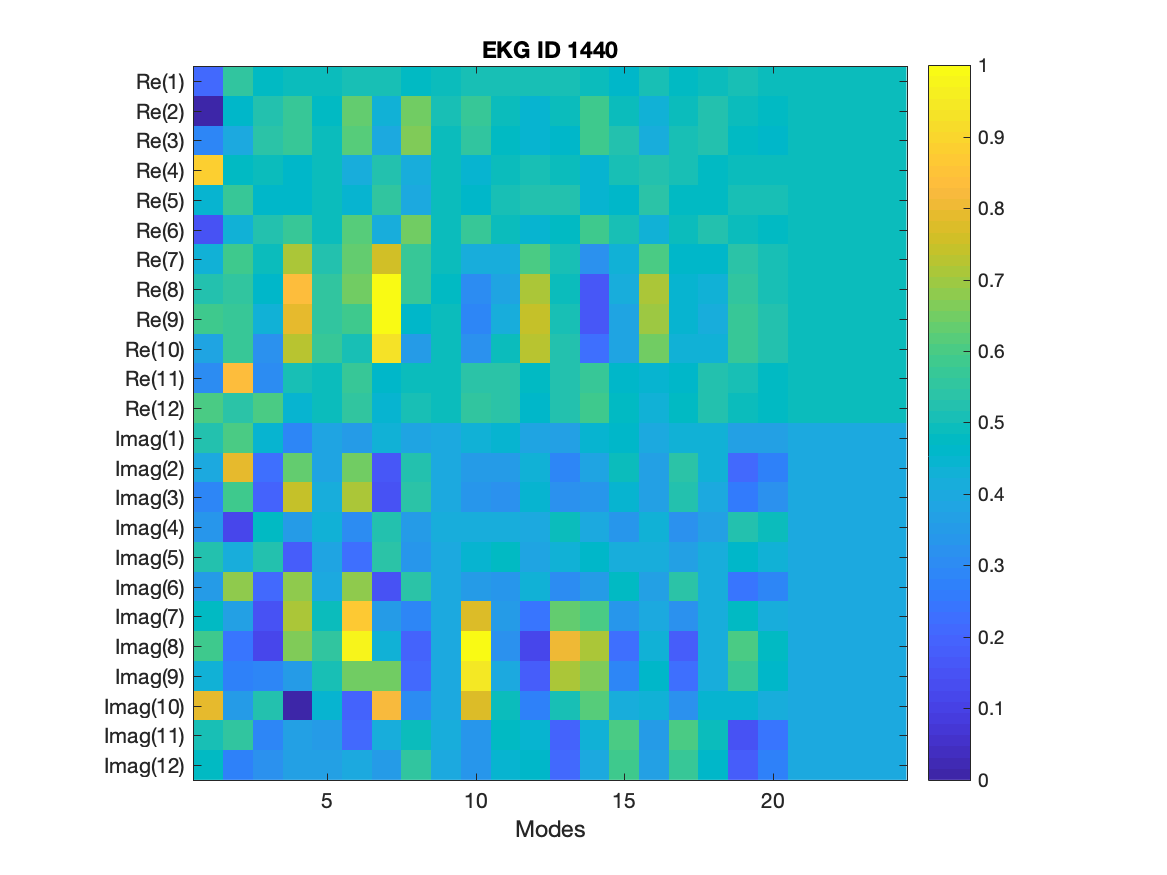 EKG ID 1440
Re(1)
Re(2)
Re(3)
Re(4)
Re(5)
Re(6)
Re(7)
Re(8)
Re(9)
Re(10)
Re(11)
Re(12)
Imag(1)
Imag(2)
Imag(3)
Imag(4)
Imag(5)
Imag(6)
Imag(7)
Imag(8)
Imag(9)
Imag(10)
Imag(11)
Imag(12)
5 10 15 20
Modes
1
0.9
0.8
0.7
0.6
0.5
0.4
0.3
0.2
0.1
0